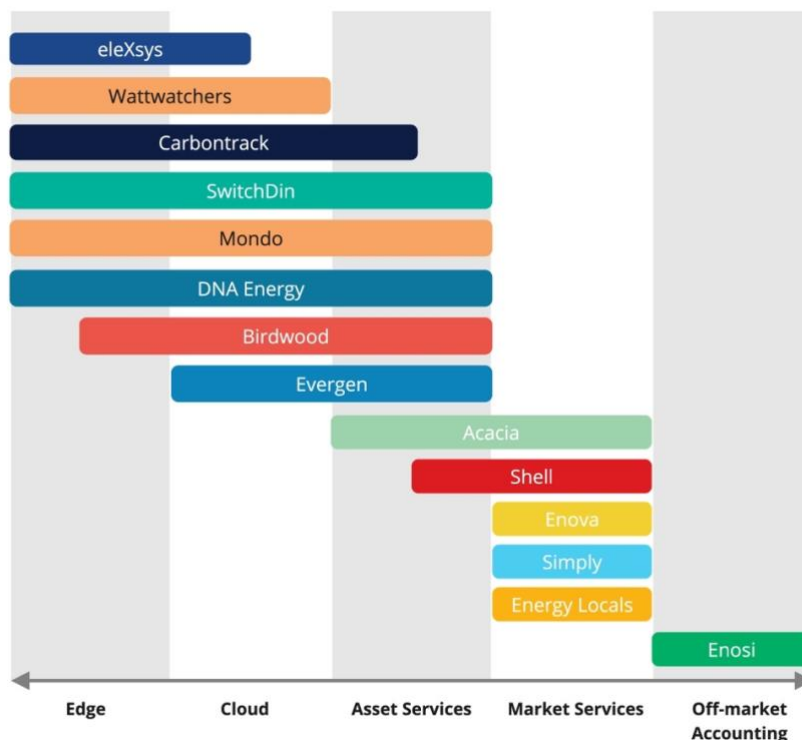 eleXsys
Wattwatchers
Carbontrack
SwitchDin
Mondo
DNA Energy
Birdwood
Evergen
Acacia
Shell
Enova
Simply
Energy Locals
Enosi
Edge Cloud Asset Services Market Services Off-market
Accounting